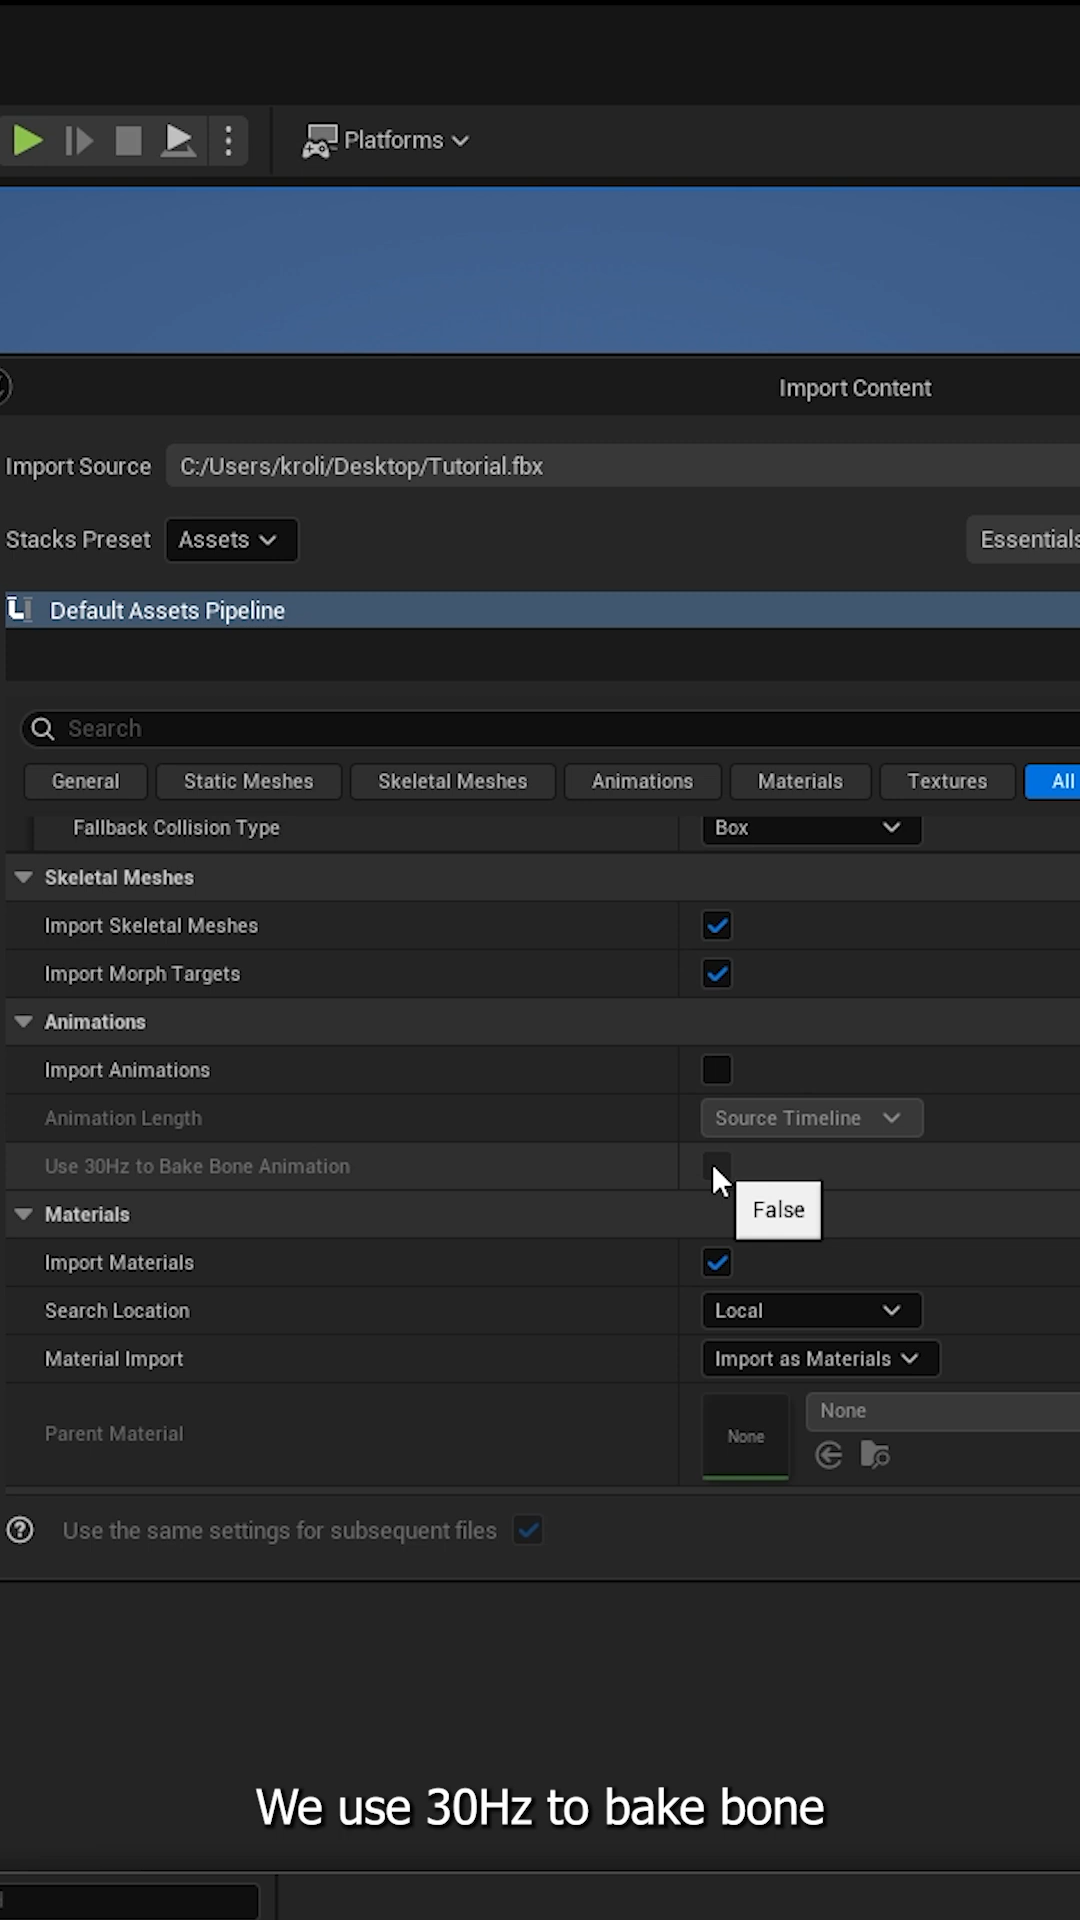 Platforms
Import Content
Import Source C:/Users/kroli/Desktop/Tutorial.fbx
Stacks Preset Assets Essentials
Default Assets Pipeline
Search
General Static Meshes Skeletal Meshes Animations Materials Textures All
Fallback Collision Type Box
Skeletal Meshes
Import Skeletal Meshes
Import Morph Targets
Animations
Import Animations
Animation Length Source Timeline
Use 30Hz to Bake Bone Animation
False
Materials
Import Materials
Search Location Local
Material Import Import as Materials
Parent Material None None
Use the same settings for subsequent files
We use 30Hz to bake bone